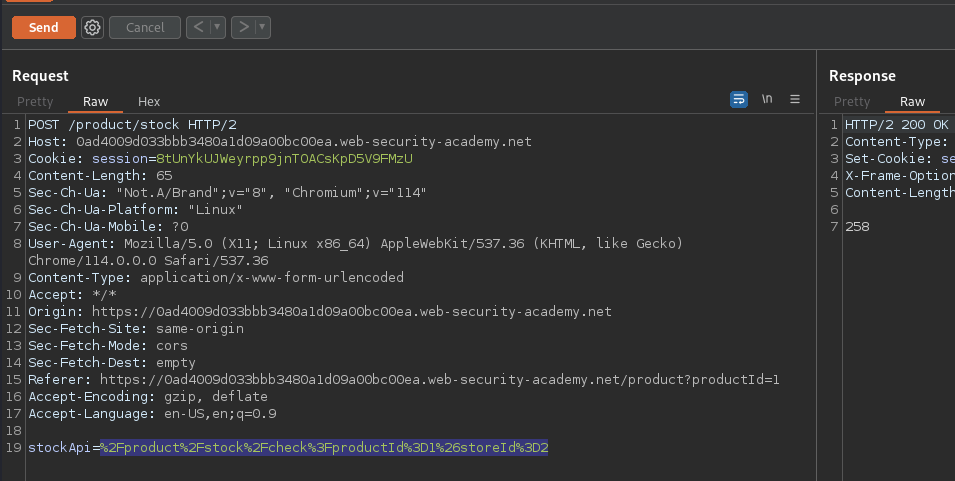 Send Cancel < ▾ > ▾
Request
Pretty Raw Hex \n
1 POST /product/stock HTTP/2
2 Host: 0ad4009d033bbb3480a1d09a00bc00ea.web-security-academy.net
3 Cookie: session=8tUnYkUJWeyrpp9jnTOACsKpD5V9FMzU
4 Content-Length: 65
5 Sec-Ch-Ua: "Not.A/Brand";v="8", "Chromium";v="114"
6 Sec-Ch-Ua-Platform: "Linux"
7 Sec-Ch-Ua-Mobile: ?0
8 User-Agent: Mozilla/5.0 (X11; Linux x86_64) AppleWebKit/537.36 (KHTML, like Gecko)
Chrome/114.0.0.0 Safari/537.36
9 Content-Type: application/x-www-form-urlencoded
10 Accept: */*
11 Origin: https://0ad4009d033bbb3480a1d09a00bc00ea.web-security-academy.net
12 Sec-Fetch-Site: same-origin
13 Sec-Fetch-Mode: cors
14 Sec-Fetch-Dest: empty
15 Referer: https://0ad4009d033bbb3480a1d09a00bc00ea.web-security-academy.net/product?productId=1
16 Accept-Encoding: gzip, deflate
17 Accept-Language: en-US,en;q=0.9
18
19 stockApi=%2Fproduct%2Fstock%2Fcheck%3FproductId%3D1%26storeId%3D2
Response
Pretty Raw
1 HTTP/2 200 OK
2 Content-Type:
3 Set-Cookie: se
4 X-Frame-Option
5 Content-Length
6
7 258